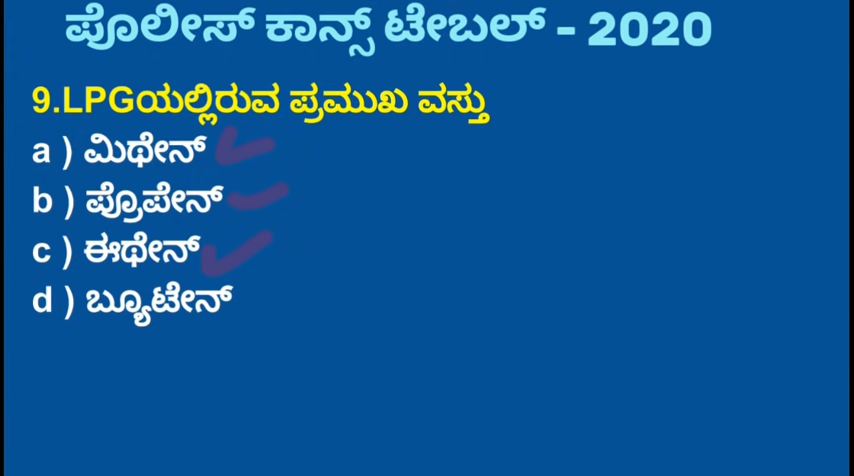 ಪೊಲೀಸ್ ಕಾನ್ಸ್ ಟೇಬಲ್ - 2020
9.LPGಯಲ್ಲಿರುವ ಪ್ರಮುಖ ವಸ್ತು
a ) ಮಿಥೇನ್
b ) ಪ್ರೊಪೇನ್
c ) ಈಥೇನ್
d ) ಬ್ಯೂಟೇನ್